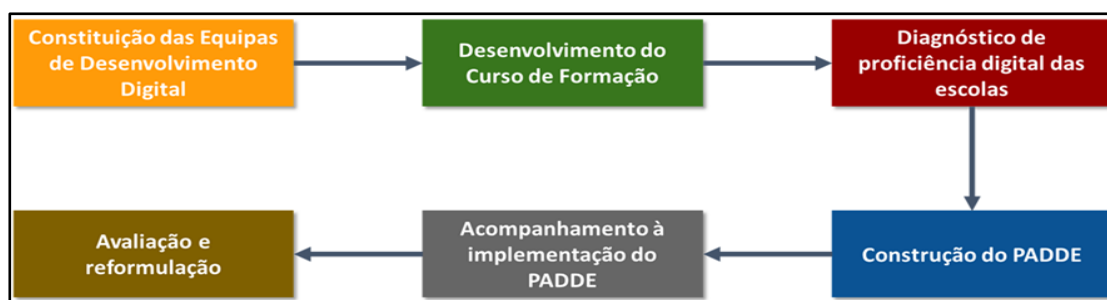 Constituição das Equipas
de Desenvolvimento
Digital
Desenvolvimento do
Curso de Formação
Diagnóstico de
proficiência digital das
escolas
Construção do PADDE
Acompanhamento à
implementação do
PADDE
Avaliação e
reformulação